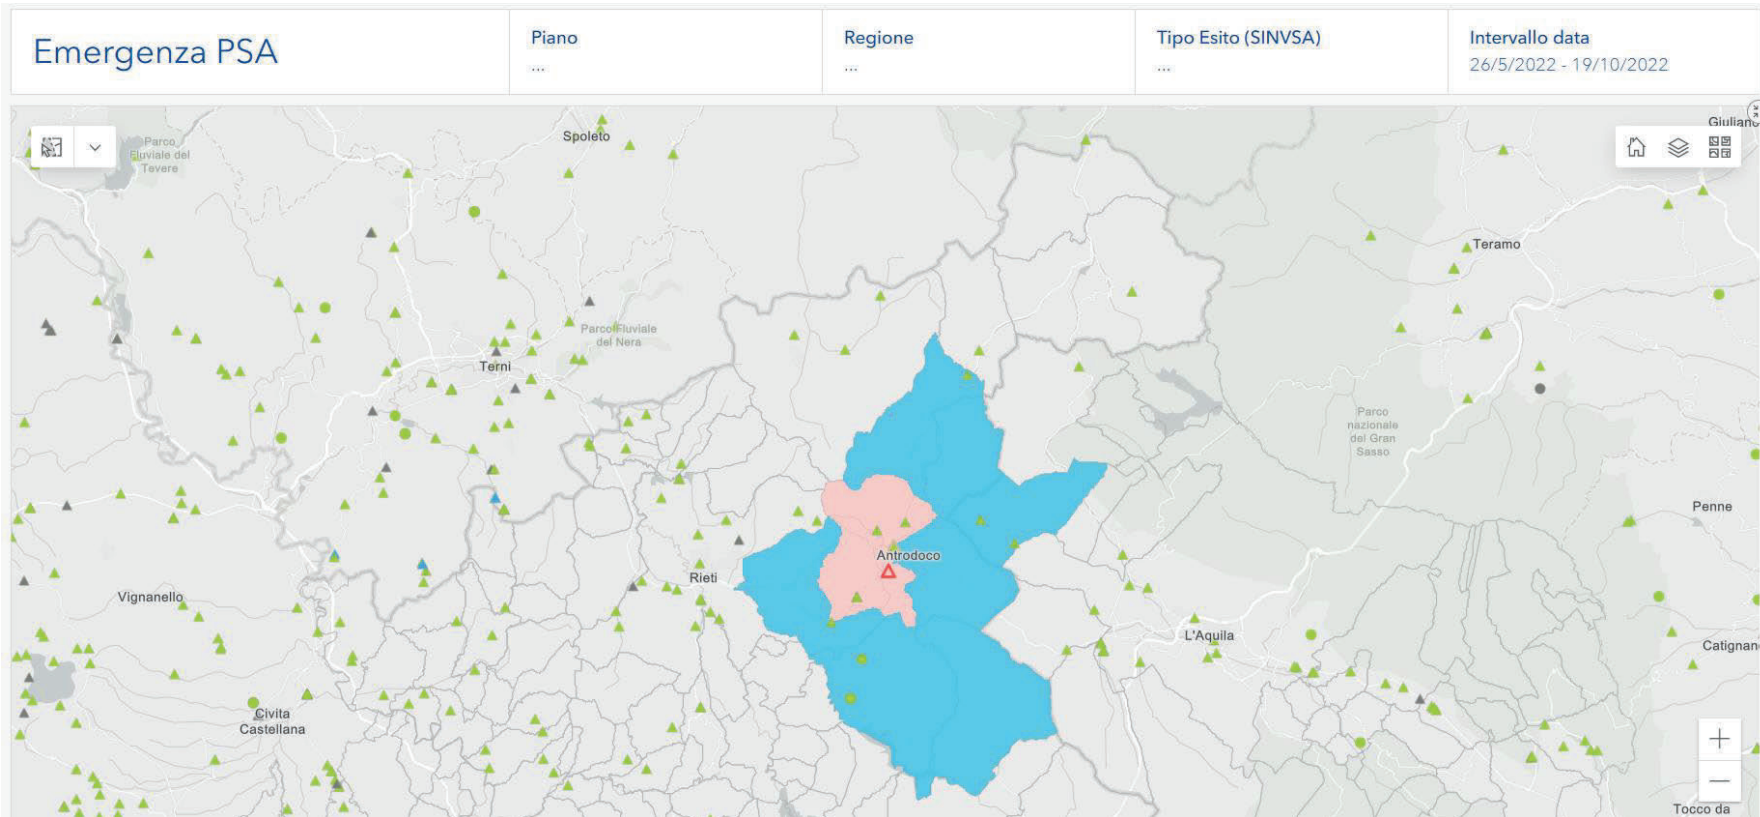 Emergenza PSA
Piano
...
Regione
...
Tipo Esito (SINVSA)
...
Intervallo data
26/5/2022 - 19/10/2022
Giuliano
Spoleto
Parco
Fluviale del
Tevere
Teramo
Parco Fluviale
del Nera
Terni
Parco
nazionale
del Gran
Sasso
Penne
Antrodoco
Rieti
Vignanello
L'Aquila
Catignan
Civita
Castellana
Tocco da